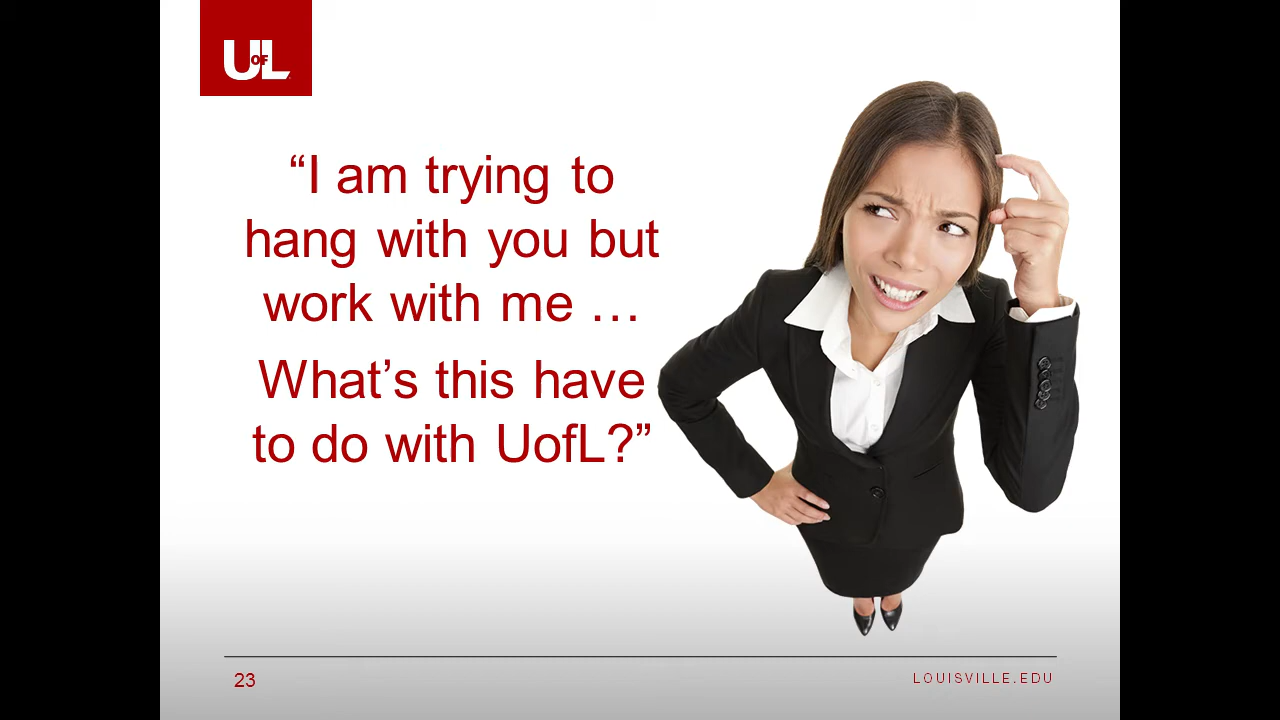 UOFL
“I am trying to
hang with you but
work with me …
What’s this have
to do with UofL?”
23
LOUISVILLE.EDU